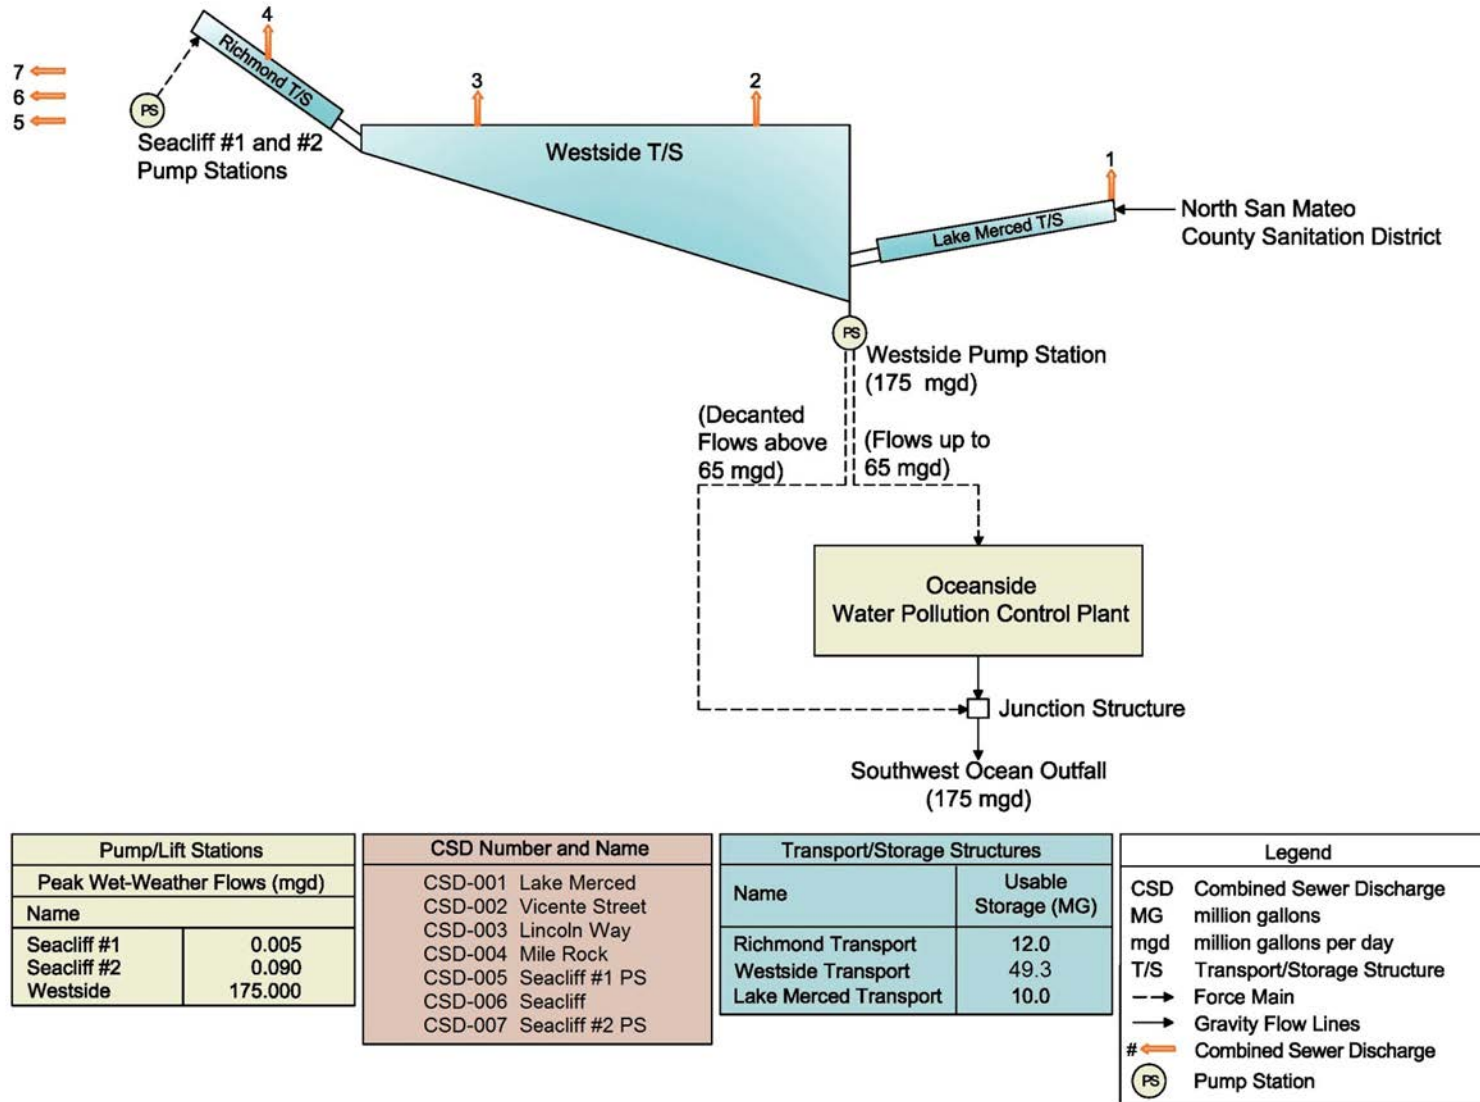 4
Richmond T/S
7
6
5
PS
Seacliff #1 and #2
Pump Stations
3
2
Westside T/S
1
Lake Merced T/S
North San Mateo
County Sanitation District
PS
Westside Pump Station
(175 mgd)
(Decanted
Flows above
65 mgd)
(Flows up to
65 mgd)
Oceanside
Water Pollution Control Plant
Junction Structure
Southwest Ocean Outfall
(175 mgd)
Pump/Lift Stations
Peak Wet-Weather Flows (mgd)
Name
Seacliff #1 0.005
Seacliff #2 0.090
Westside 175.000
CSD Number and Name
CSD-001 Lake Merced
CSD-002 Vicente Street
CSD-003 Lincoln Way
CSD-004 Mile Rock
CSD-005 Seacliff #1 PS
CSD-006 Seacliff
CSD-007 Seacliff #2 PS
Transport/Storage Structures
Name Usable
Storage (MG)
Richmond Transport 12.0
Westside Transport 49.3
Lake Merced Transport 10.0
Legend
CSD Combined Sewer Discharge
MG million gallons
mgd million gallons per day
T/S Transport/Storage Structure
Force Main
Gravity Flow Lines
# Combined Sewer Discharge
PS Pump Station